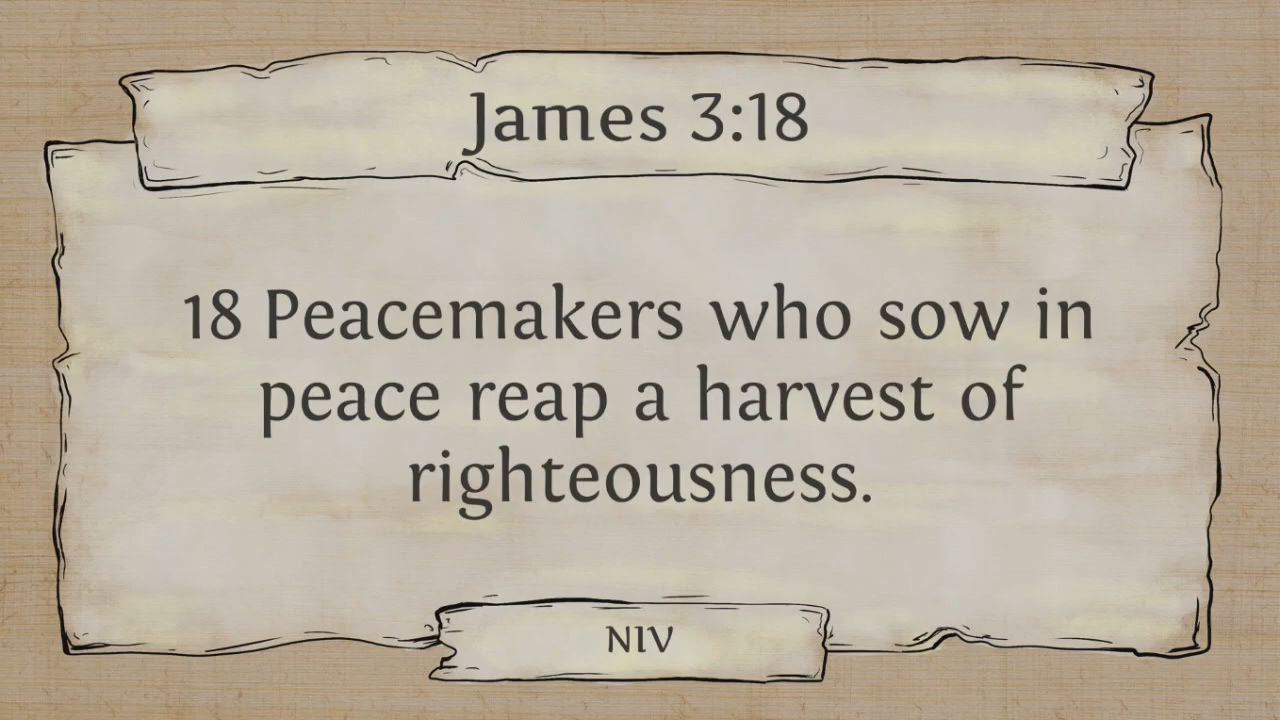 James 3:18
18 Peacemakers who sow in
peace reap a harvest of
righteousness.
NIV